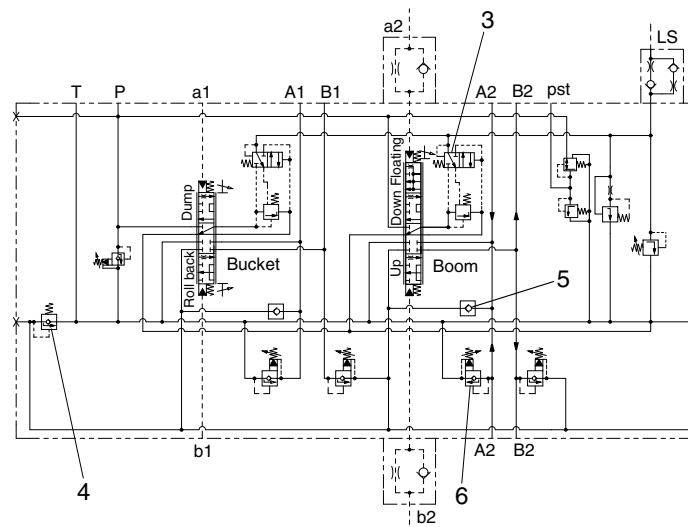 a2
3
LS
T P a1 A1 B1 A2 B2 pst
Dump
Down Floating
Roll back
Bucket
Up
Boom
5
4
b1
6
A2 B2
b2